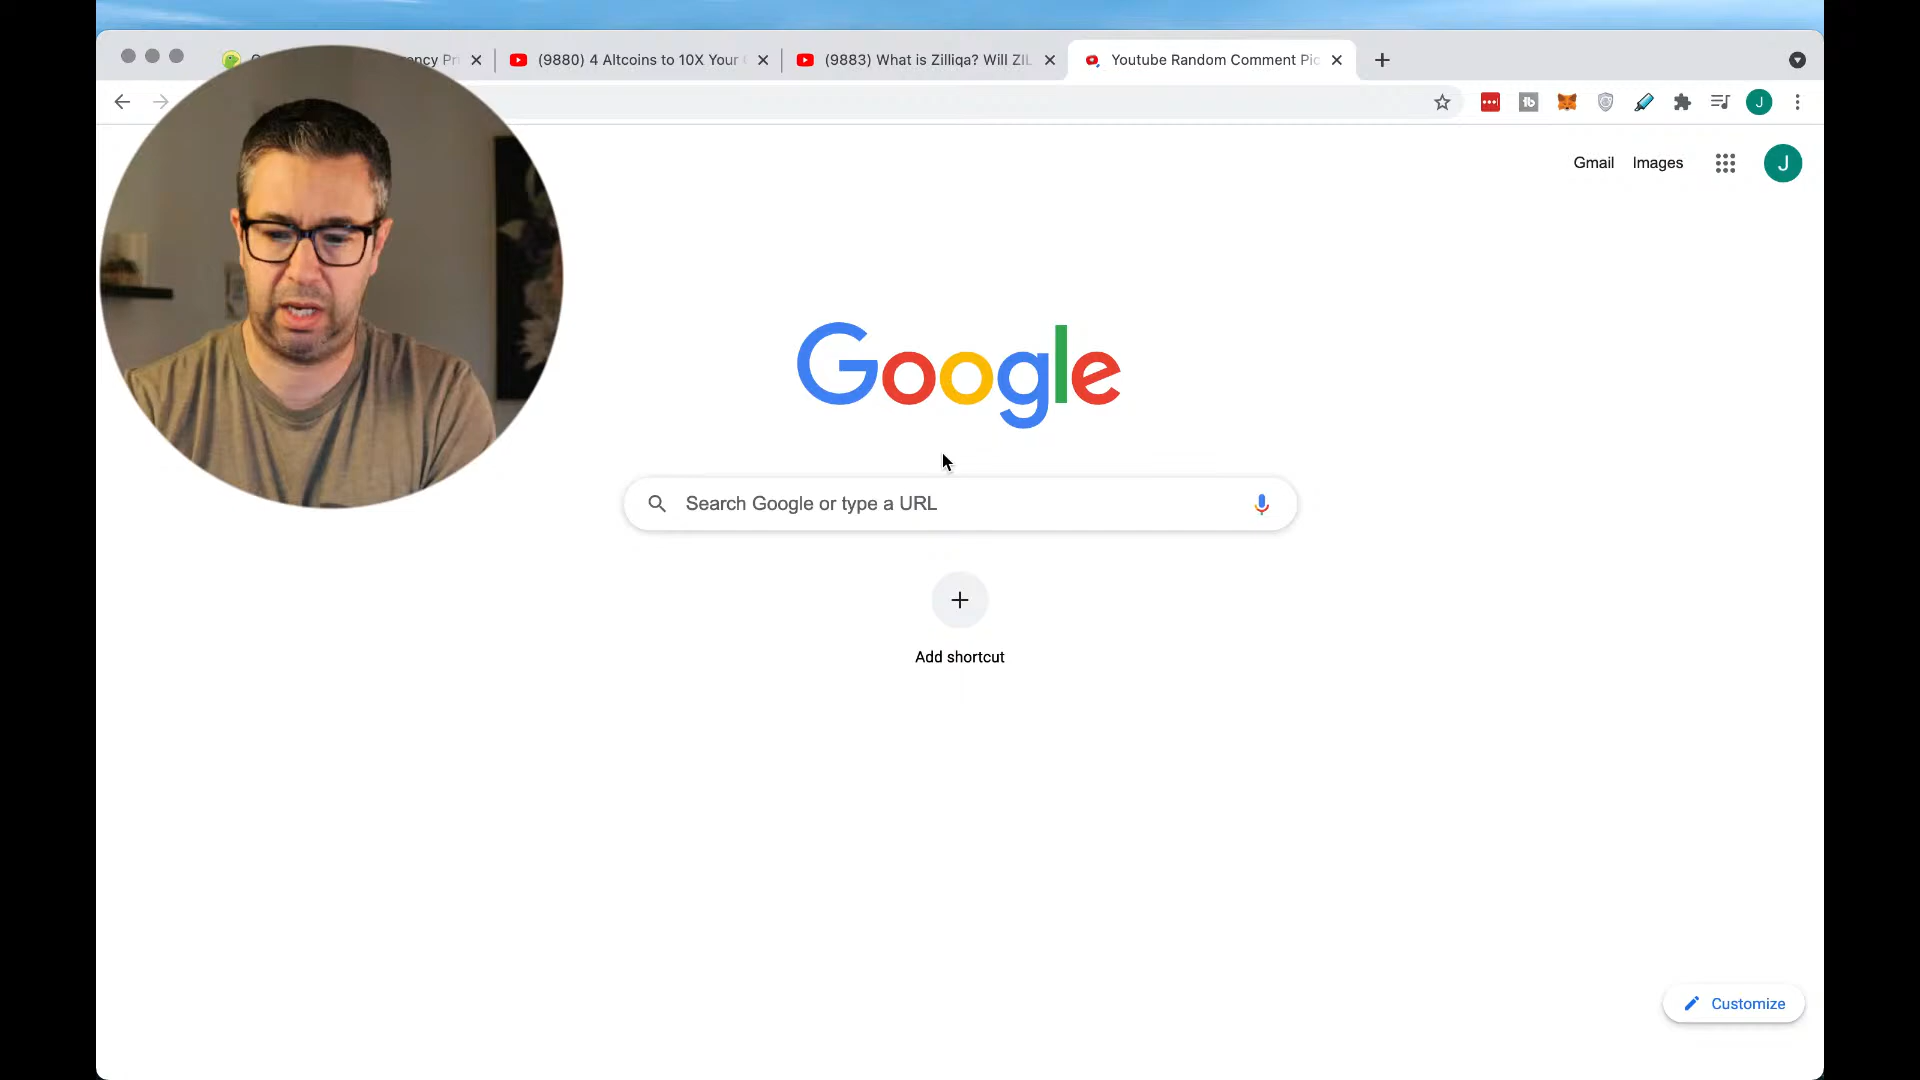 ency Pri
(9880) 4 Altcoins to 10X Your
(9883) What is Zilliqa? Will ZIL
Youtube Random Comment Pic
J
Gmail
Images
J
Google
Search Google or type a URL
Add shortcut
Customize